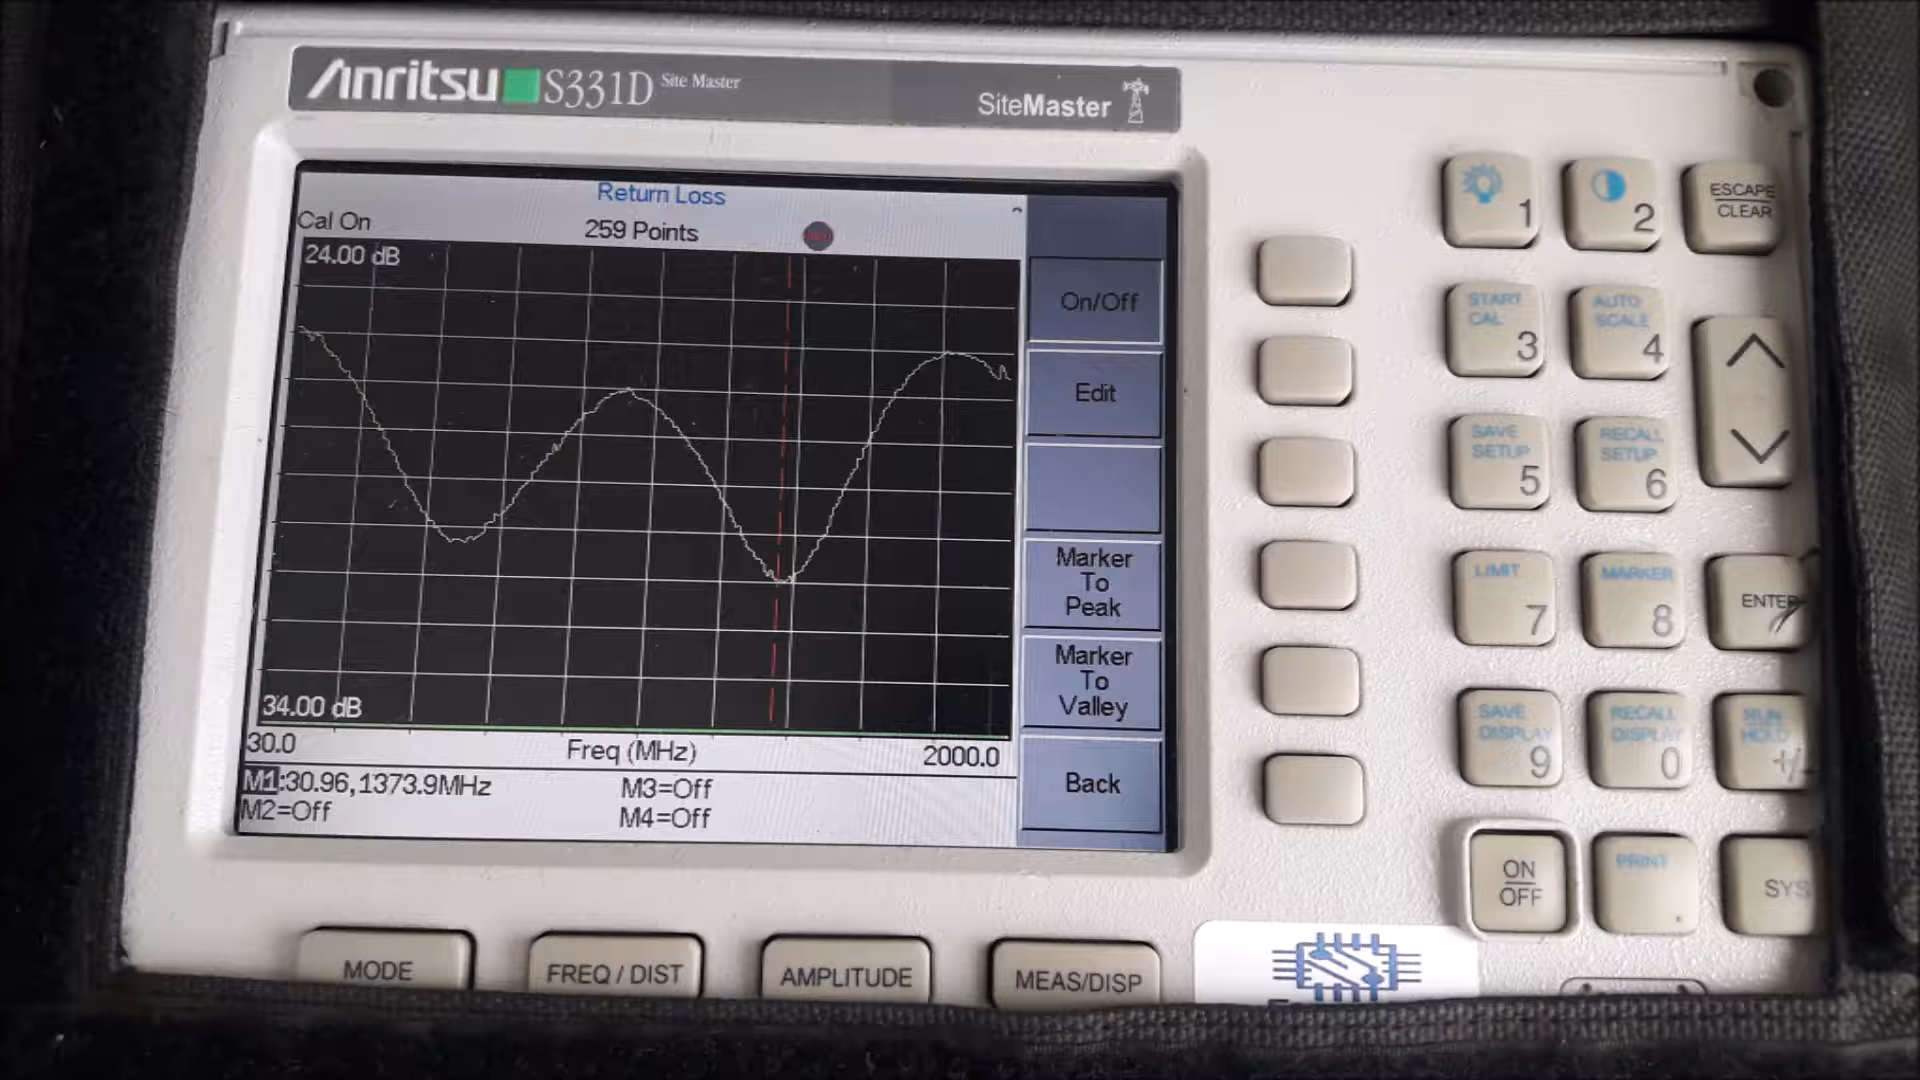 Anritsu S331D Site Master
SiteMaster
Return Loss
Cal On
259 Points
24.00 dB
34.00 dB
30.0
Freq (MHz)
2000.0
M1:30.96,1373.9MHz
M3=Off
M2=Off
M4=Off
On/Off
Edit
Marker
To
Peak
Marker
To
Valley
Back
1
2
ESCAPE
CLEAR
START
CAL
3
AUTO
SCALE
4
SAVE
SETUP
5
RECALL
SETUP
6
LIMIT
7
MARKER
8
ENTER
SAVE
DISPLAY
9
RECALL
DISPLAY
0
RUN
HOLD
+/-
ON
OFF
PRINT
.
SYS
MODE
FREQ / DIST
AMPLITUDE
MEAS/DISP